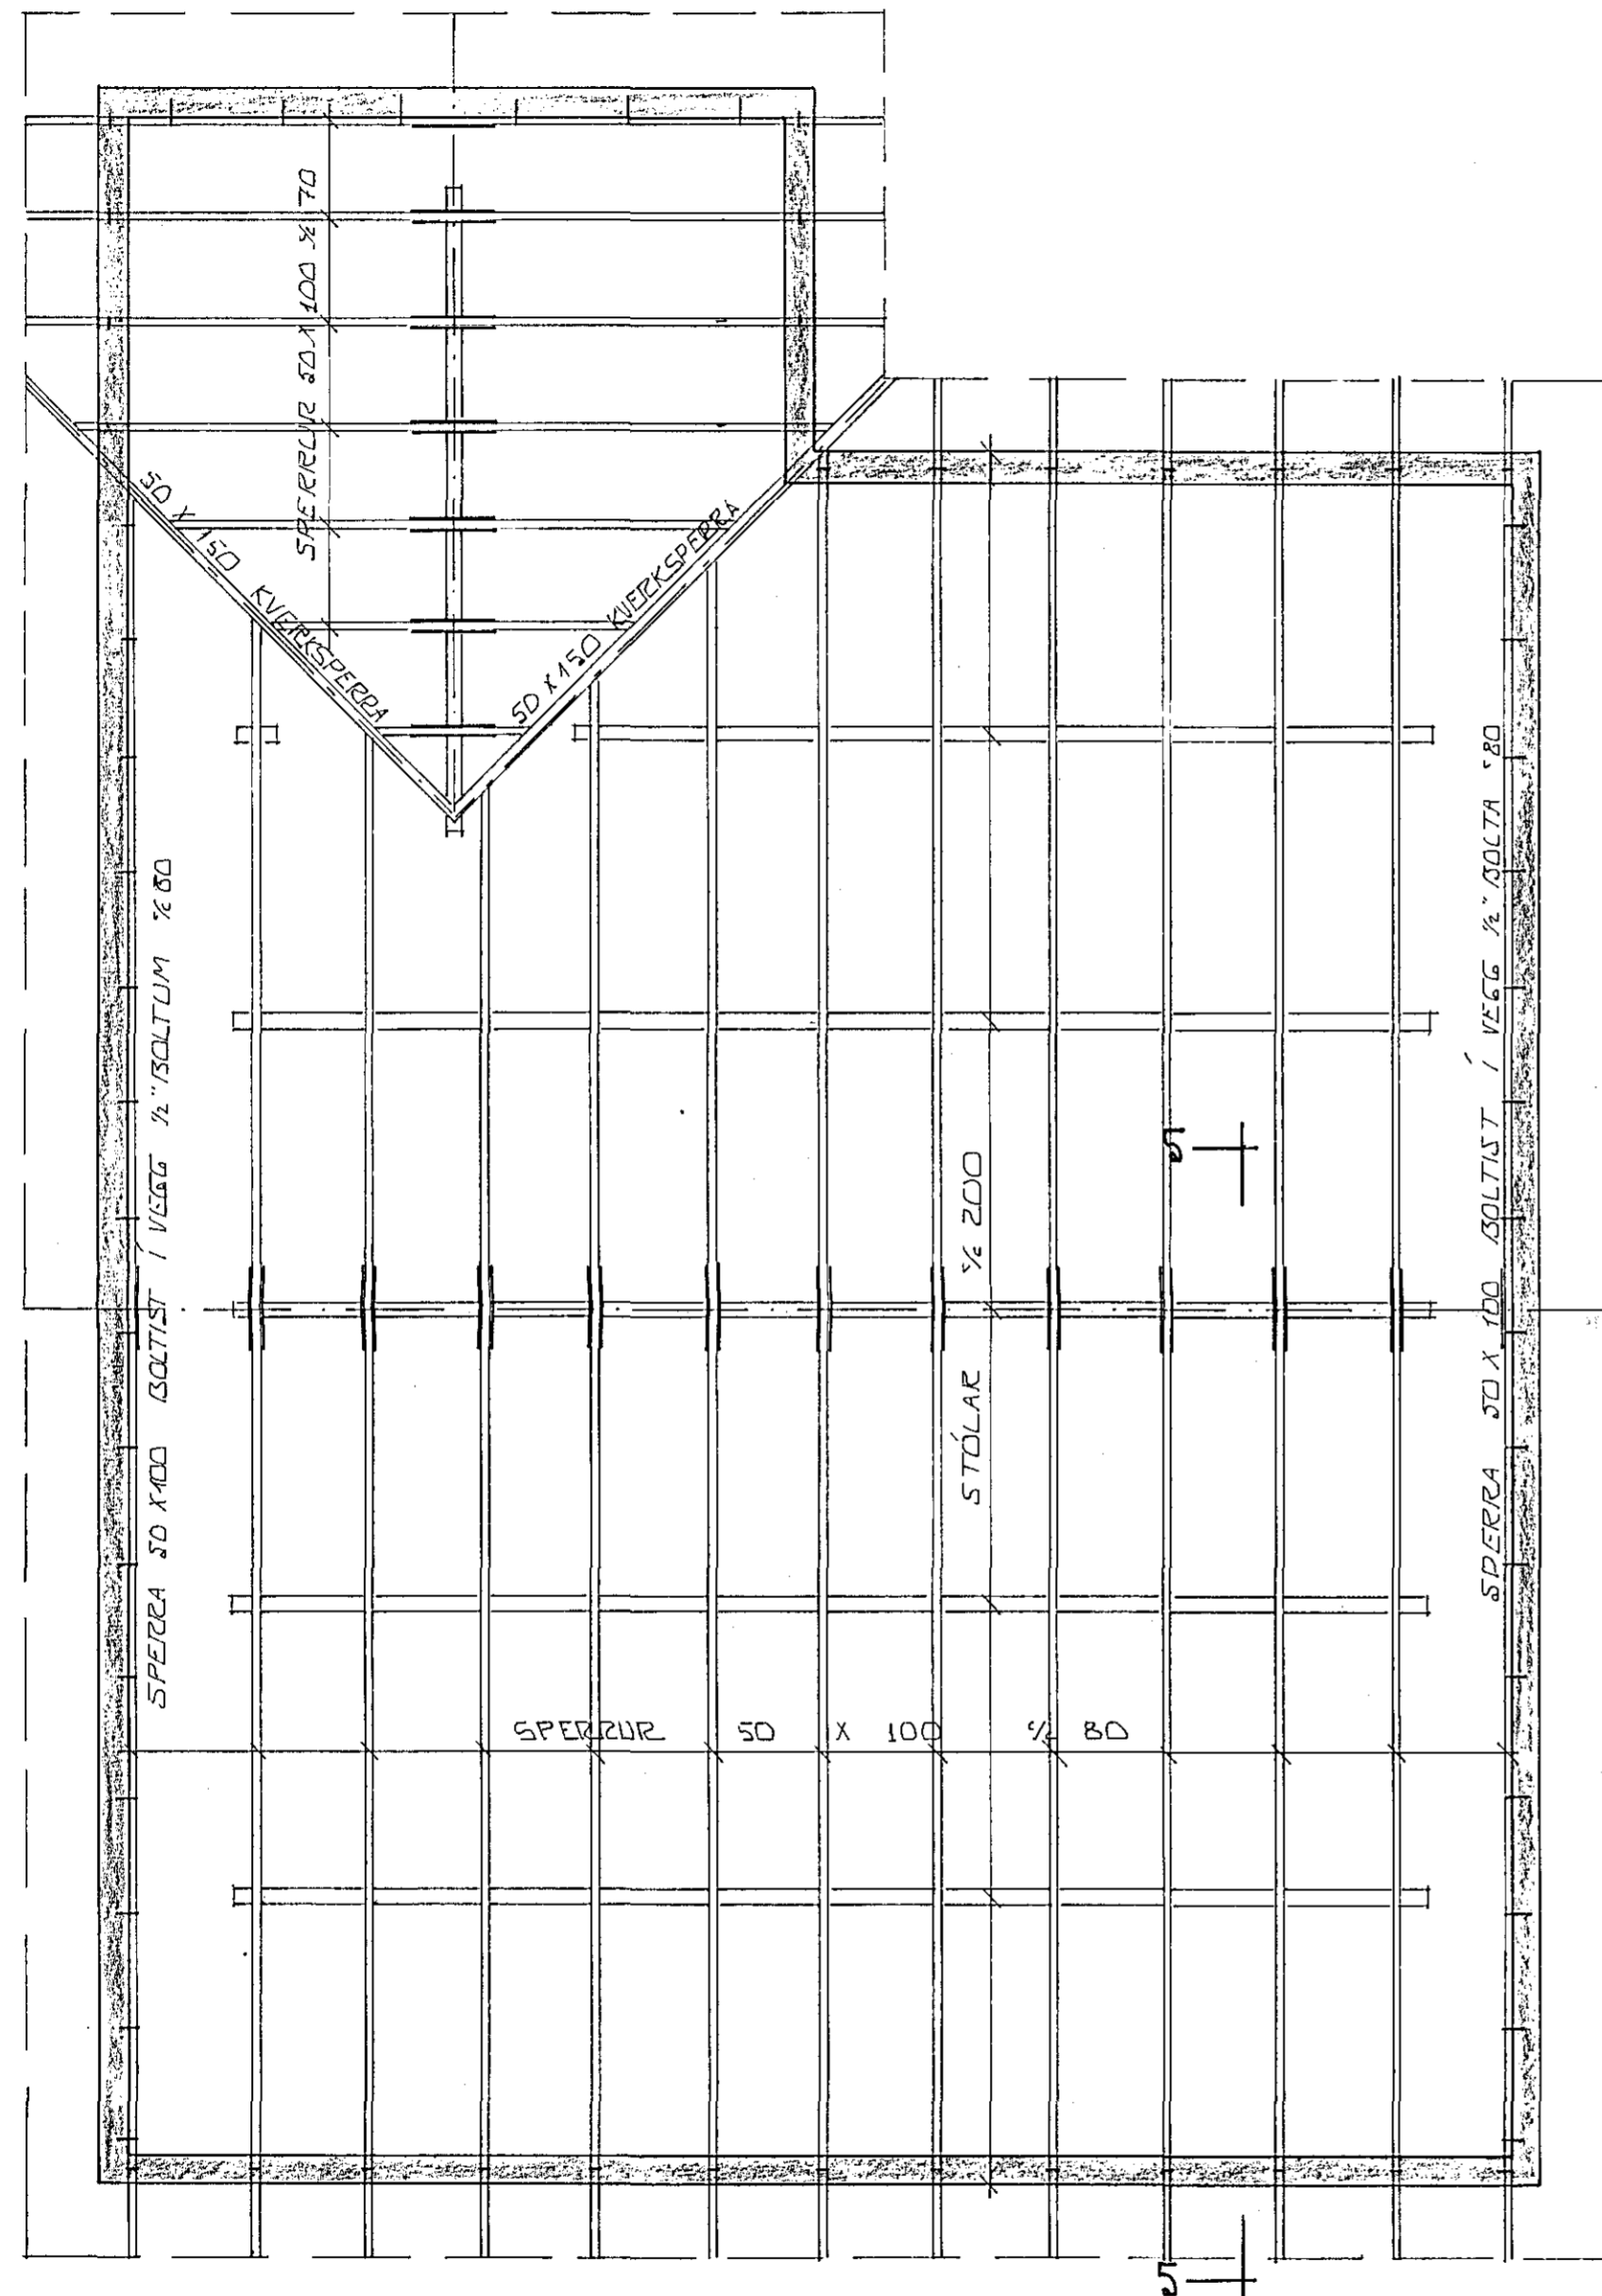 SPERRUR 50 X 100 % 70
50 X 150 KVERKSPERRA
50 X 150 KVERKSPERRA
SPERRA 50 X 100 BOLTIST Í VEGG 1/2" BOLTUM % 80
STÓLAR % 200
5
SPERRA 50 X 100 BOLTIST Í VEGG 1/2" BOLTA 80
SPERRUR 50 X 100 % 80
5